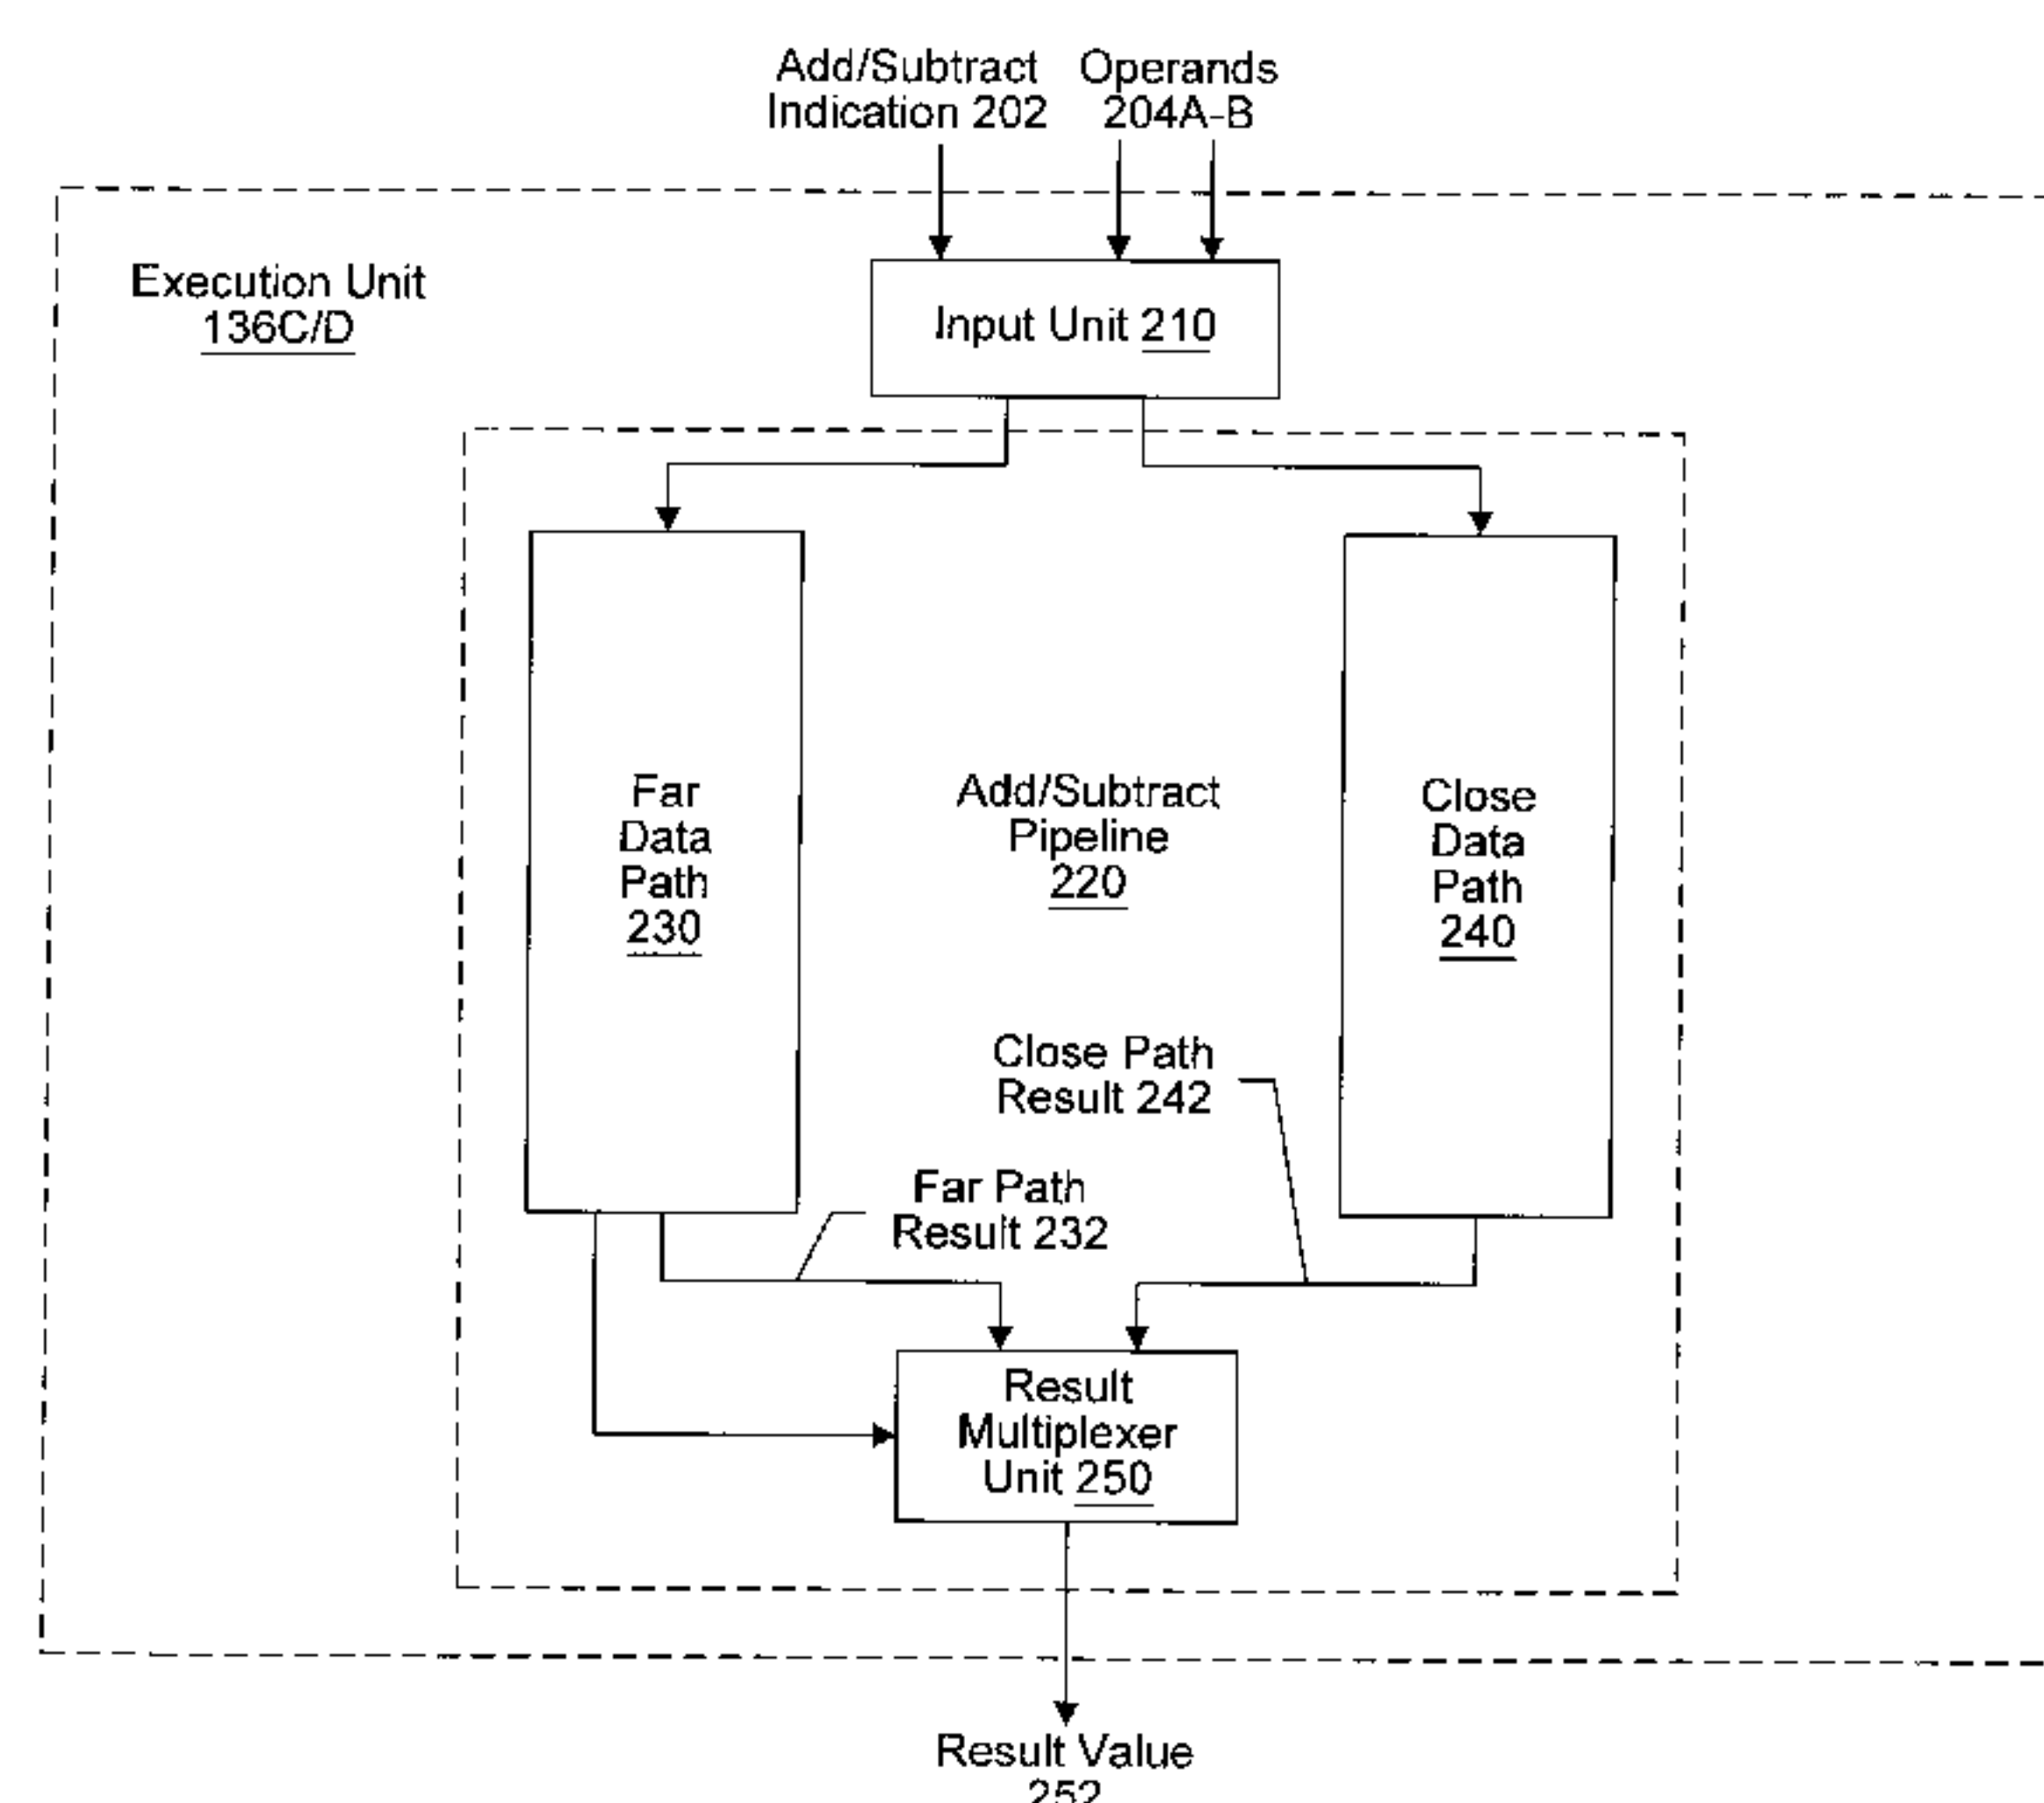 Add/Subtract
Indication 202
Operands
204A-B
Execution Unit
136C/D
Input Unit 210
Far
Data
Path
230
Add/Subtract
Pipeline
220
Close
Data
Path
240
Close Path
Result 242
Far Path
Result 232
Result
Multiplexer
Unit 250
Result Value
252